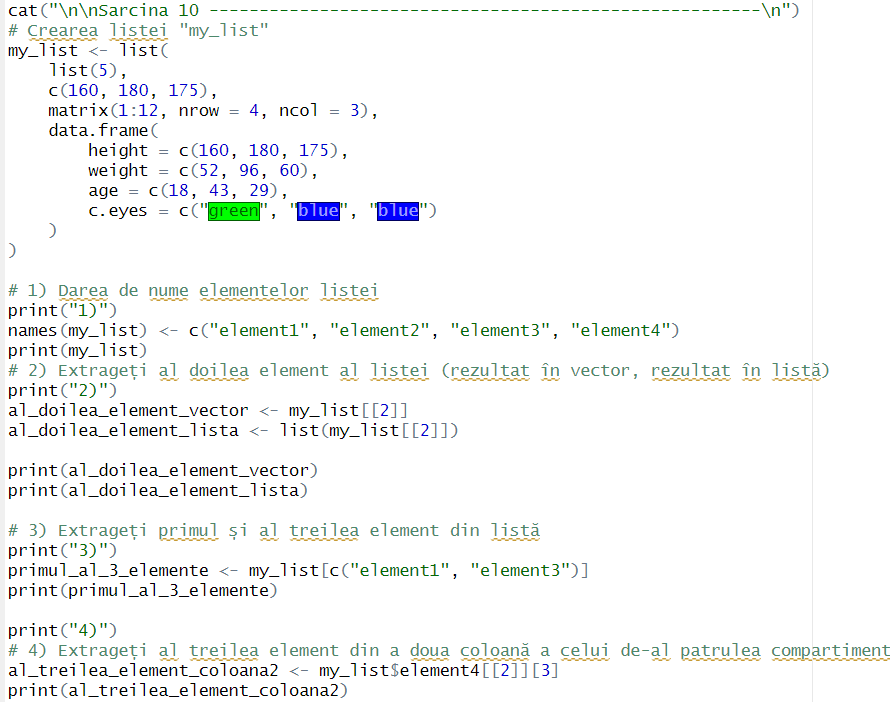 cat("\n\nSarcina 10 -------------------------------------------------------\n")
# Crearea listei "my_list"
my_list <- list(
    list(5),
    c(160, 180, 175),
    matrix(1:12, nrow = 4, ncol = 3),
    data.frame(
        height = c(160, 180, 175),
        weight = c(52, 96, 60),
        age = c(18, 43, 29),
        c.eyes = c("green", "blue", "blue")
    )
)

# 1) Darea de nume elementelor listei
print("1)")
names(my_list) <- c("element1", "element2", "element3", "element4")
print(my_list)
# 2) Extrageți al doilea element al listei (rezultat în vector, rezultat în listă)
print("2)")
al_doilea_element_vector <- my_list[[2]]
al_doilea_element_lista <- list(my_list[[2]])

print(al_doilea_element_vector)
print(al_doilea_element_lista)

# 3) Extrageți primul și al treilea element din listă
print("3)")
primul_al_3_elemente <- my_list[c("element1", "element3")]
print(primul_al_3_elemente)

print("4)")
# 4) Extrageți al treilea element din a doua coloană a celui de-al patrulea compartiment
al_treilea_element_coloana2 <- my_list$element4[[2]][3]
print(al_treilea_element_coloana2)